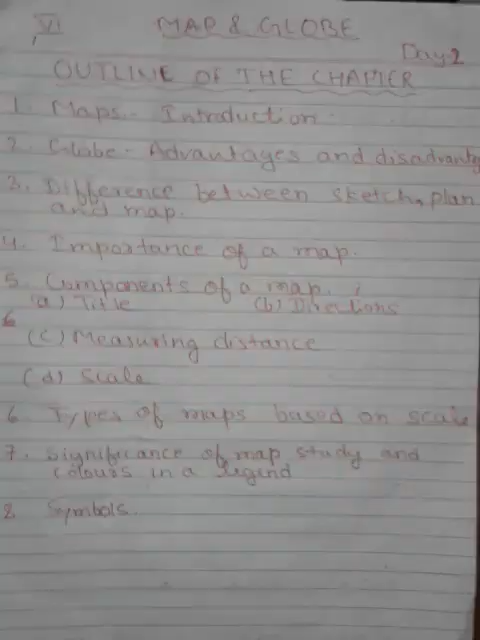 VI MAP & GLOBE
Day-2
OUTLINE OF THE CHAPTER
1. Maps - Introduction.
2. Globe - Advantages and disadvantg
3. Difference between sketch, plan
and map.
4. Importance of a map.
5. Components of a map. :
(a) Title (b) Directions
6
(c) Measuring distance
(d) Scale
6. Types of maps based on scale
7. Significance of map study and
colours in a legend
8. Symbols.